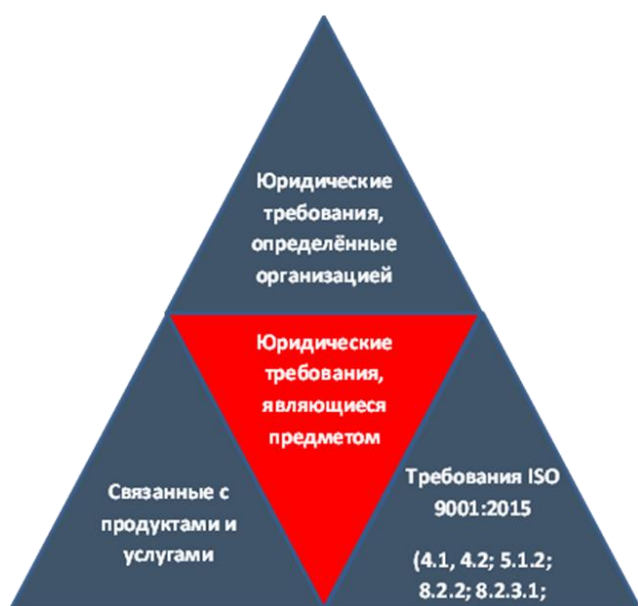 Юридические
требования,
определённые
организацией
Юридические
требования,
являющиеся
предметом
Связанные с
продуктами и
услугами
Требования ISO
9001:2015
(4.1, 4.2; 5.1.2;
8.2.2; 8.2.3.1;